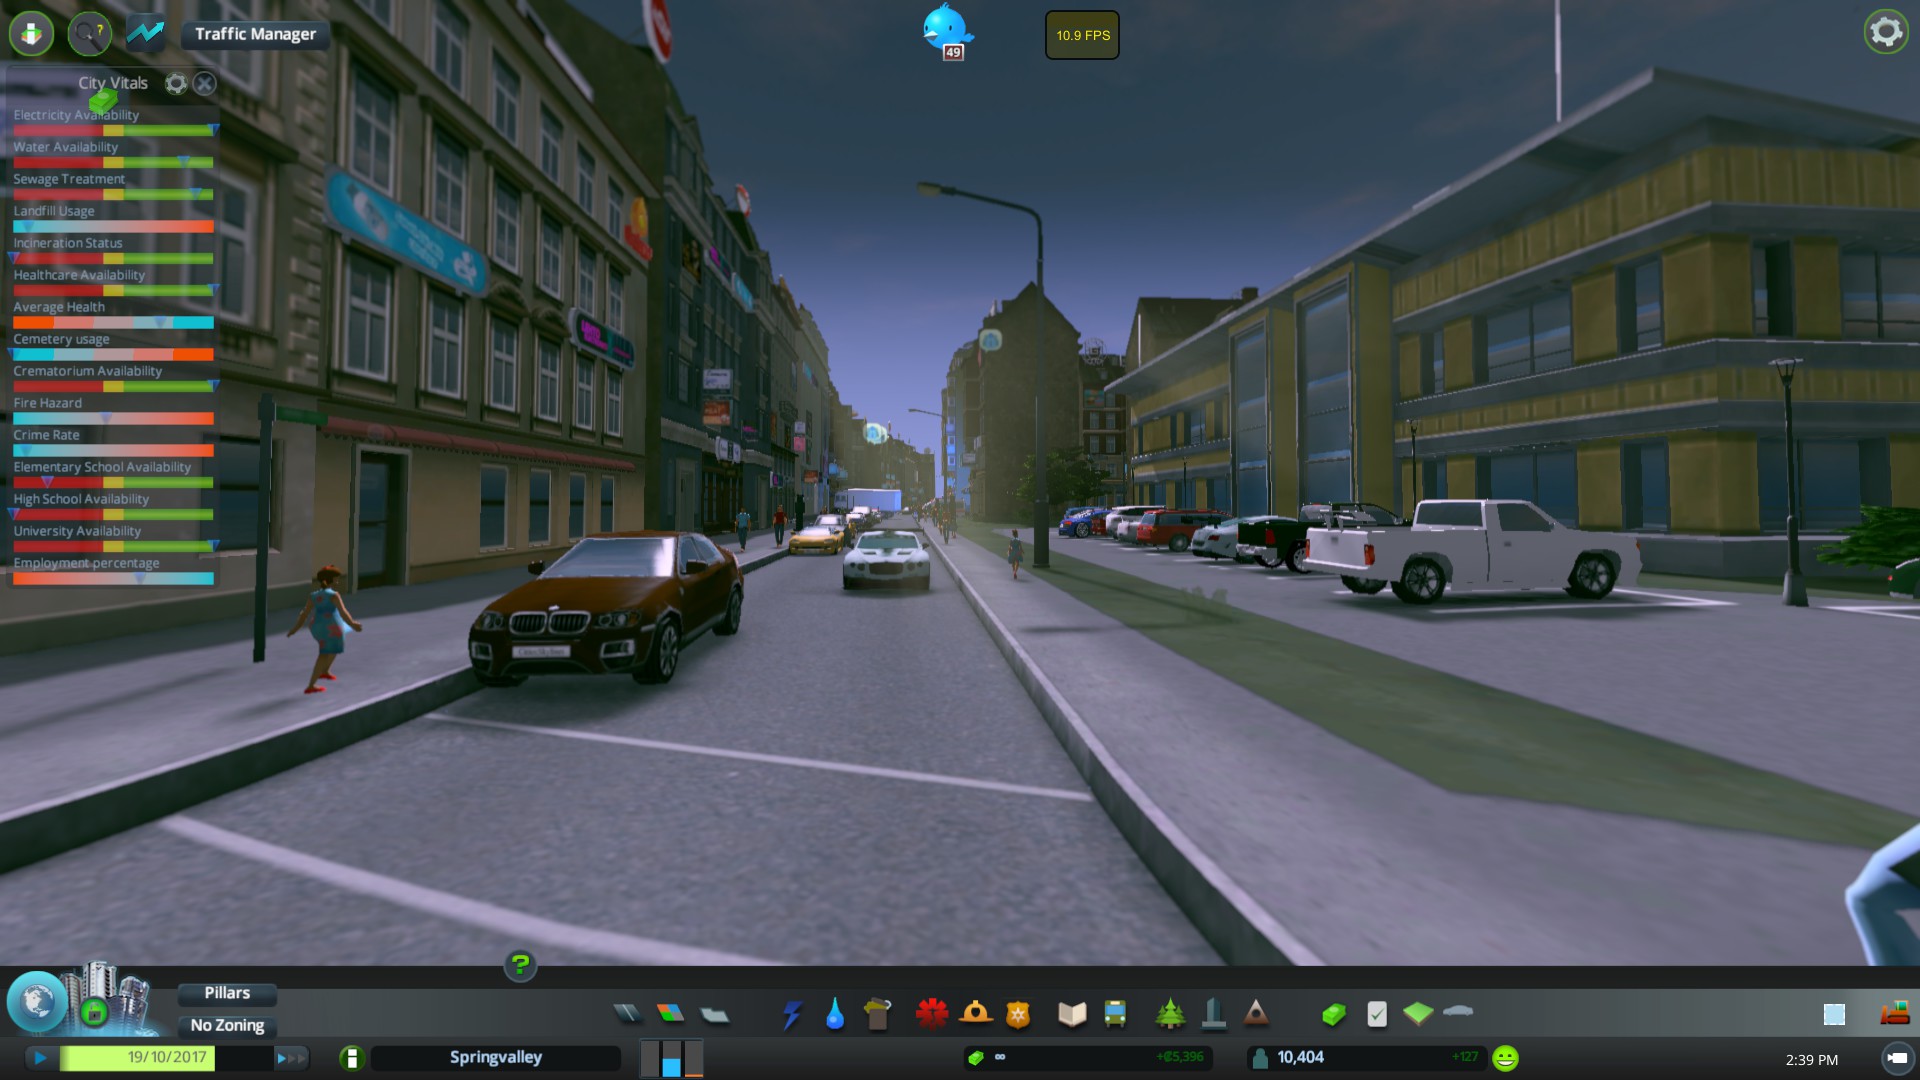 Traffic Manager
49
10.9 FPS
City Vitals
Electricity Availability
Water Availability
Sewage Treatment
Landfill Usage
Incineration Status
Healthcare Availability
Average Health
Cemetery usage
Crematorium Availability
Fire Hazard
Crime Rate
Elementary School Availability
High School Availability
University Availability
Employment percentage
?
Pillars
No Zoning
19/10/2017
Springvalley
∞
+₡5,396
10,404
+127
2:39 PM